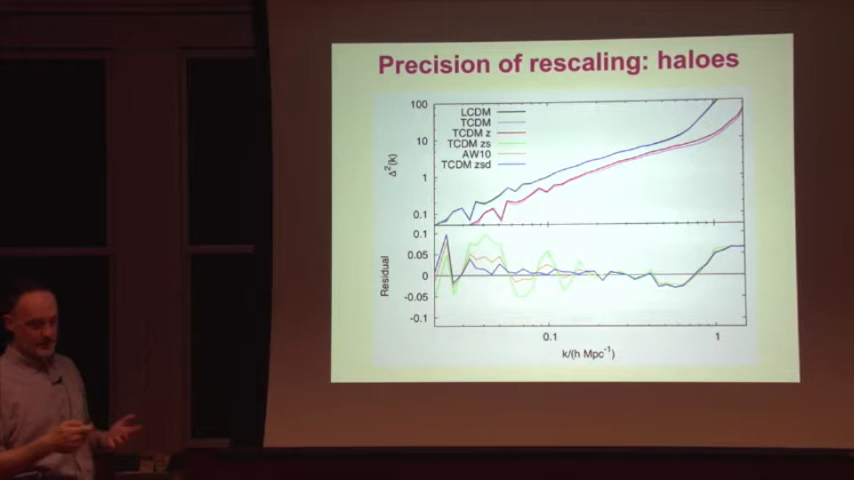 Precision of rescaling: haloes
100
10
1
0.1
Δ²(k)
LCDM
TCDM
TCDM z
TCDM zs
AW10
TCDM zsd
0.1
0.05
0
-0.05
-0.1
Residual
0.1
1
k/(h Mpc⁻¹)